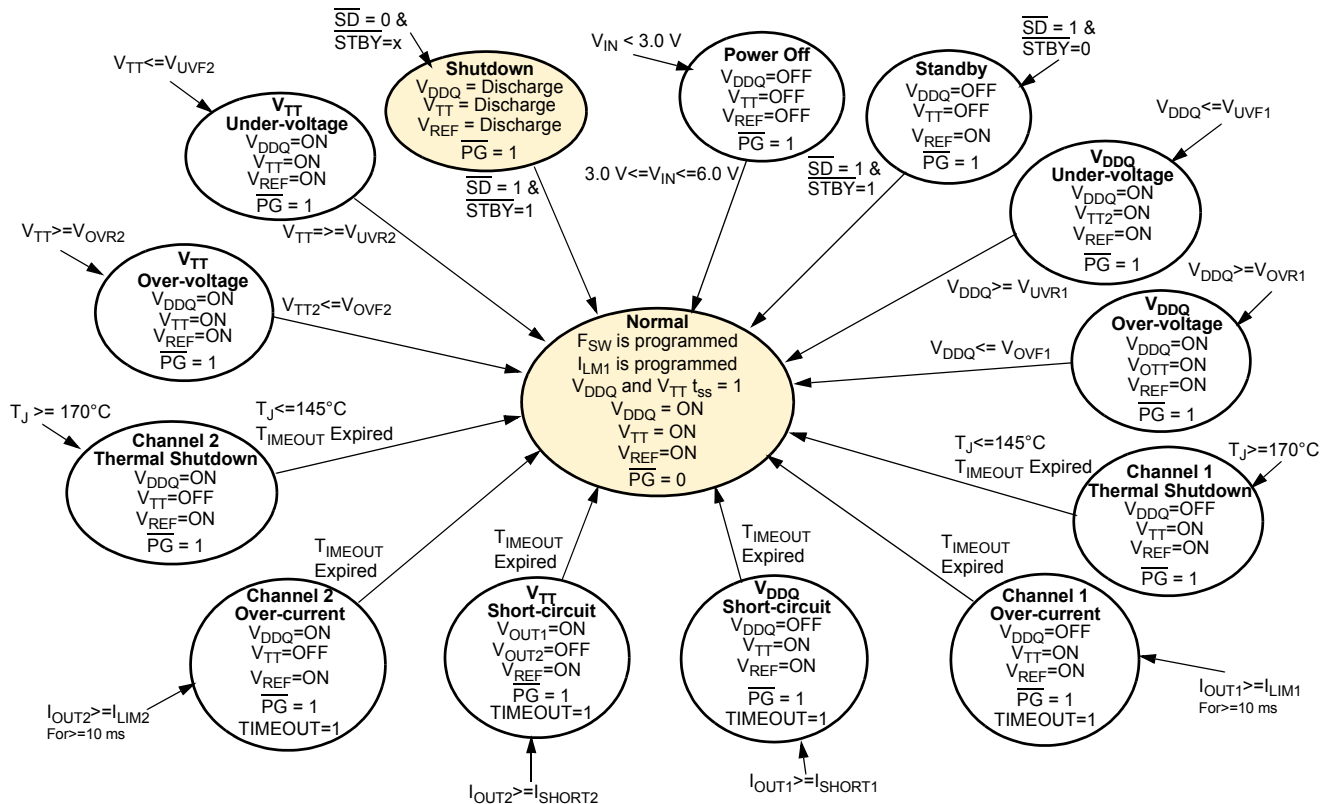 SD = 0 &
STBY=x
Shutdown
VDDQ = Discharge
VTT = Discharge
VREF = Discharge
PG = 1
SD = 1 &
STBY=1
VIN < 3.0 V
Power Off
VDDQ=OFF
VTT=OFF
VREF=OFF
PG = 1
3.0 V<=VIN<=6.0 V
SD = 1 &
STBY=0
Standby
VDDQ=OFF
VTT=OFF
VREF=ON
PG = 1
SD = 1 &
STBY=1
VTT<=VUVF2
VTT
Under-voltage
VDDQ=ON
VTT=ON
VREF=ON
PG = 1
VTT=>=VUVR2
VDDQ<=VUVF1
VDDQ
Under-voltage
VDDQ=ON
VTT2=ON
VREF=ON
PG = 1
VDDQ>= VUVR1
VTT>=VOVR2
VTT
Over-voltage
VDDQ=ON
VTT=ON
VREF=ON
PG = 1
VTT2<=VOVF2
VDDQ>=VOVR1
VDDQ
Over-voltage
VDDQ=ON
VOTT=ON
VREF=ON
PG = 1
VDDQ<= VOVF1
Normal
FSW is programmed
ILM1 is programmed
VDDQ and VTT tss = 1
VDDQ = ON
VTT = ON
VREF=ON
PG = 0
TJ >= 170°C
Channel 2
Thermal Shutdown
VDDQ=ON
VTT=OFF
VREF=ON
PG = 1
TJ<=145°C
TIMEOUT Expired
TJ>=170°C
Channel 1
Thermal Shutdown
VDDQ=OFF
VTT=ON
VREF=ON
PG = 1
TJ<=145°C
TIMEOUT Expired
Channel 2
Over-current
VDDQ=ON
VTT=OFF
VREF=ON
PG = 1
TIMEOUT=1
TIMEOUT
Expired
IOUT2>=ILIM2
For>=10 ms
VTT
Short-circuit
VOUT1=ON
VOUT2=OFF
VREF=ON
PG = 1
TIMEOUT=1
TIMEOUT
Expired
IOUT2>=ISHORT2
VDDQ
Short-circuit
VDDQ=OFF
VTT=ON
VREF=ON
PG = 1
TIMEOUT=1
TIMEOUT
Expired
IOUT1>=ISHORT1
Channel 1
Over-current
VDDQ=OFF
VTT=ON
VREF=ON
PG = 1
TIMEOUT=1
TIMEOUT
Expired
IOUT1>=ILIM1
For>=10 ms